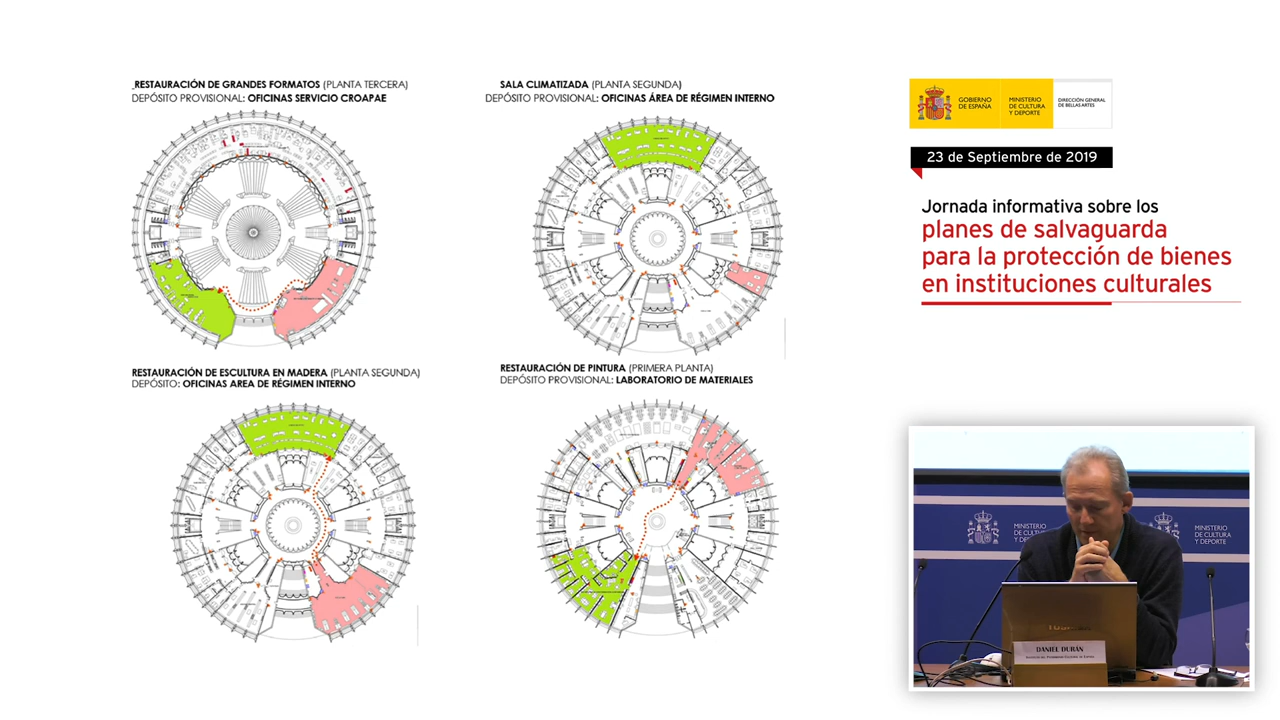 RESTAURACIÓN DE GRANDES FORMATOS (PLANTA TERCERA)
DEPÓSITO PROVISIONAL: OFICINAS SERVICIO CROAPAE
SALA CLIMATIZADA (PLANTA SEGUNDA)
DEPÓSITO PROVISIONAL: OFICINAS ÁREA DE RÉGIMEN INTERNO
RESTAURACIÓN DE ESCULTURA EN MADERA (PLANTA SEGUNDA)
DEPÓSITO: OFICINAS AREA DE RÉGIMEN INTERNO
RESTAURACIÓN DE PINTURA (PRIMERA PLANTA)
DEPÓSITO PROVISIONAL: LABORATORIO DE MATERIALES
GOBIERNO
DE ESPAÑA
MINISTERIO
DE CULTURA
Y DEPORTE
DIRECCIÓN GENERAL
DE BELLAS ARTES
23 de Septiembre de 2019
Jornada informativa sobre los
planes de salvaguarda
para la protección de bienes
en instituciones culturales
MINISTERIO
DE CULTURA
Y DEPORTE
MINISTERIO
DE CULTURA
Y DEPORTE
DANIEL DURÁN